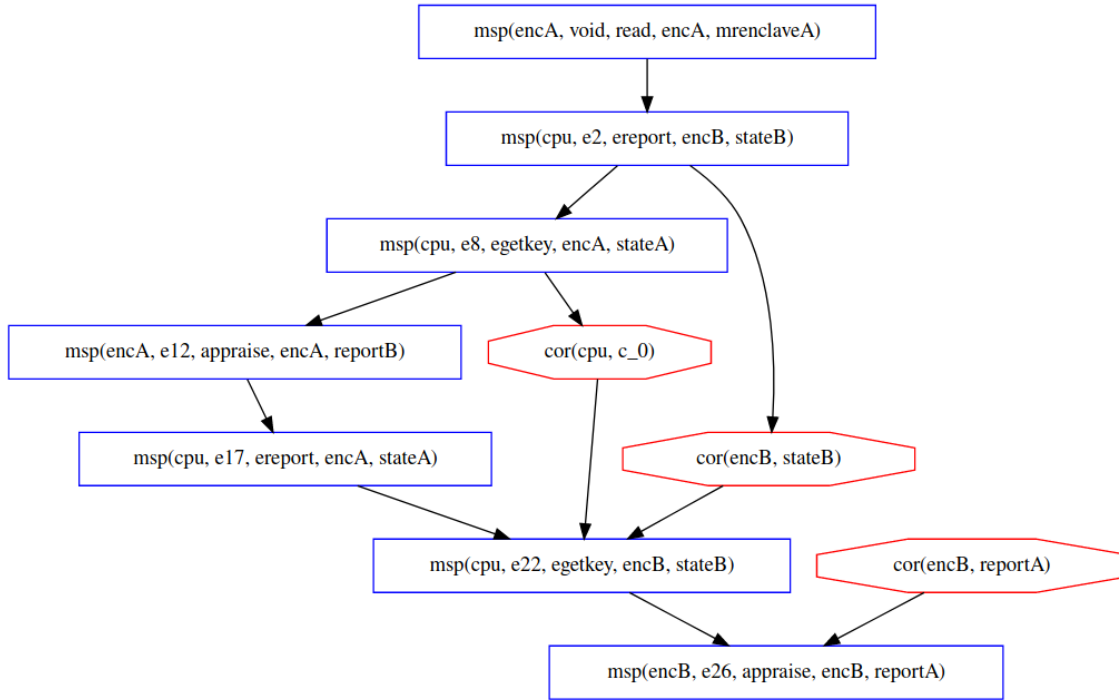 msp(encA, void, read, encA, mrenclaveA)
msp(cpu, e2, ereport, encB, stateB)
msp(cpu, e8, egetkey, encA, stateA)
msp(encA, e12, appraise, encA, reportB)
cor(cpu, c_0)
msp(cpu, e17, ereport, encA, stateA)
cor(encB, stateB)
msp(cpu, e22, egetkey, encB, stateB)
cor(encB, reportA)
msp(encB, e26, appraise, encB, reportA)